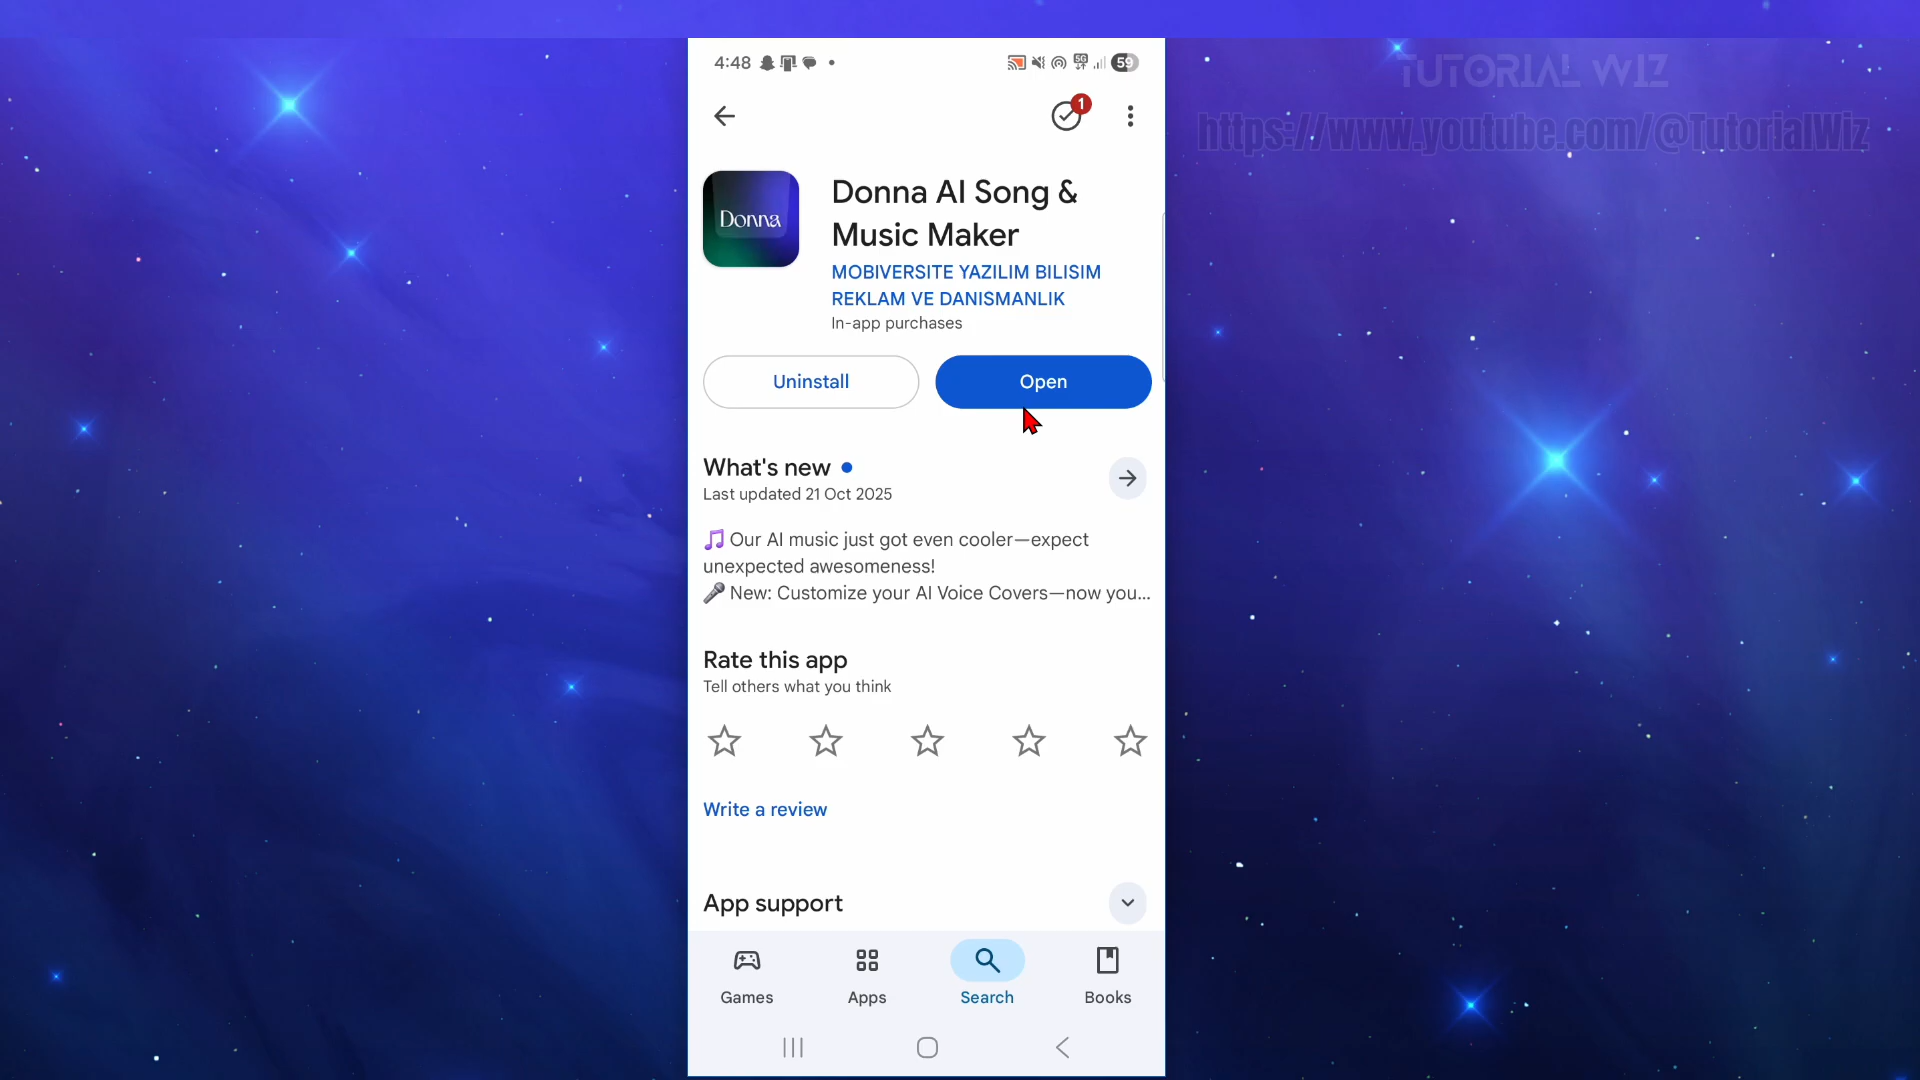 TUTORIAL WIZ
https://www.youtube.com/@TutorialWiz
4:48
5G
59
1
Donna
Donna AI Song &
Music Maker
MOBIVERSITE YAZILIM BILISIM
REKLAM VE DANISMANLIK
In-app purchases
Uninstall
Open
What's new
Last updated 21 Oct 2025
🎵 Our AI music just got even cooler—expect
unexpected awesomeness!
🎤 New: Customize your AI Voice Covers—now you...
Rate this app
Tell others what you think
Write a review
App support
Games
Apps
Search
Books